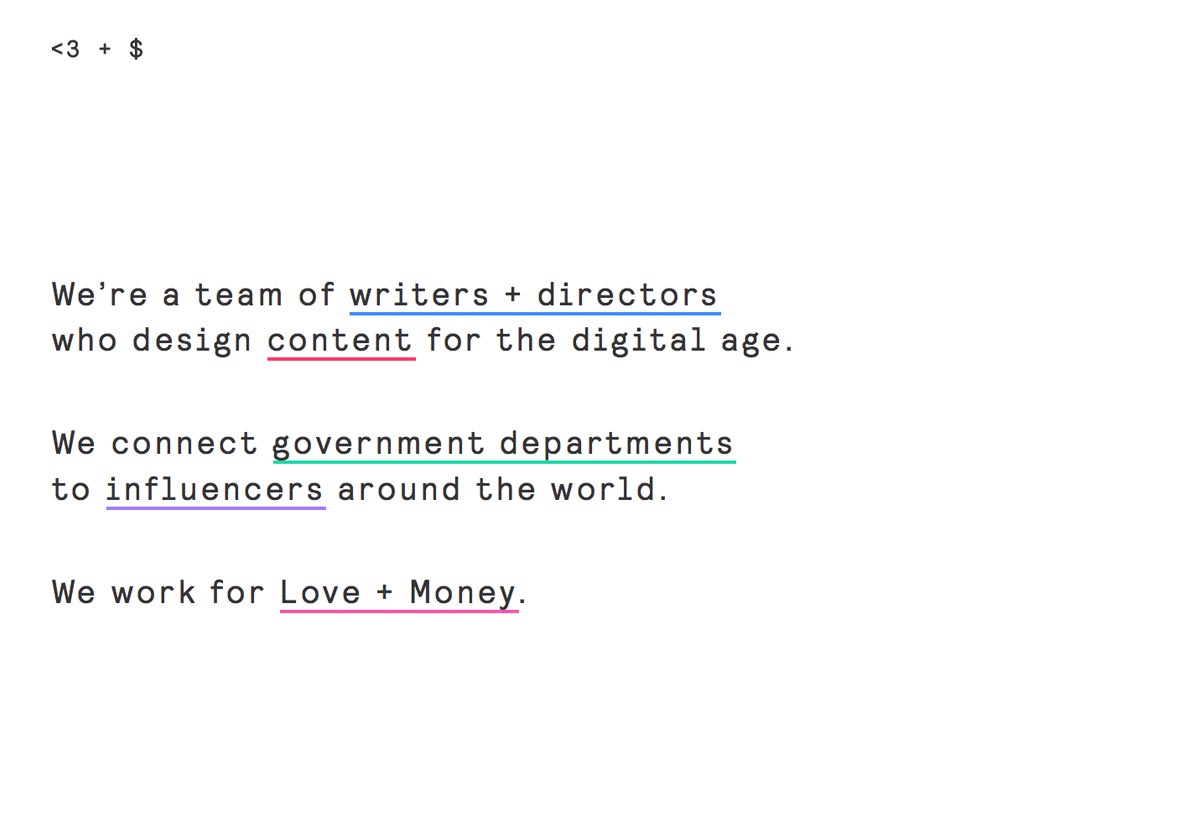 <3 + $
We’re a team of writers + directors
who design content for the digital age.
We connect government departments
to influencers around the world.
We work for Love + Money.